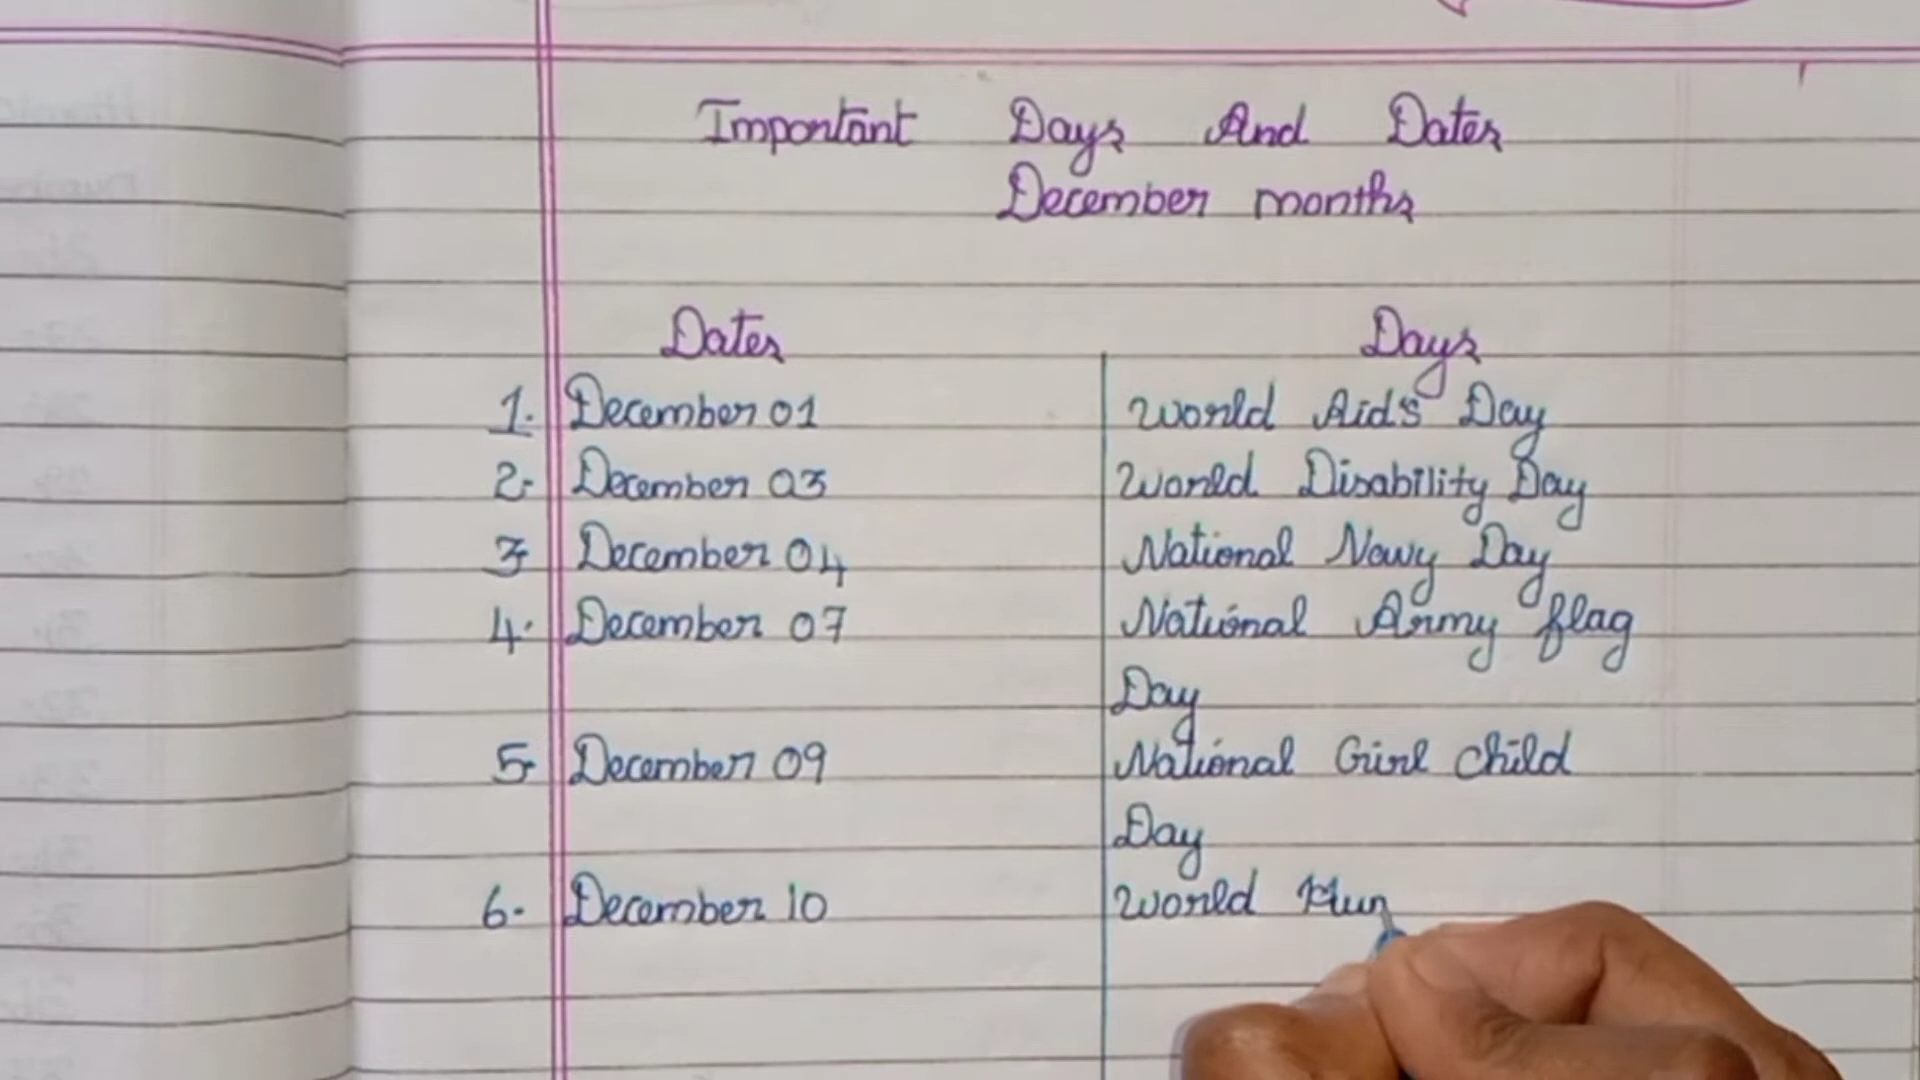 Important Days And Dates
December months
Dates Days
1. December 01 World Aid's Day
2. December 03 World Disability Day
3. December 04 National Navy Day
4. December 07 National Army flag
Day
5. December 09 National Girl child
Day
6. December 10 World Hum